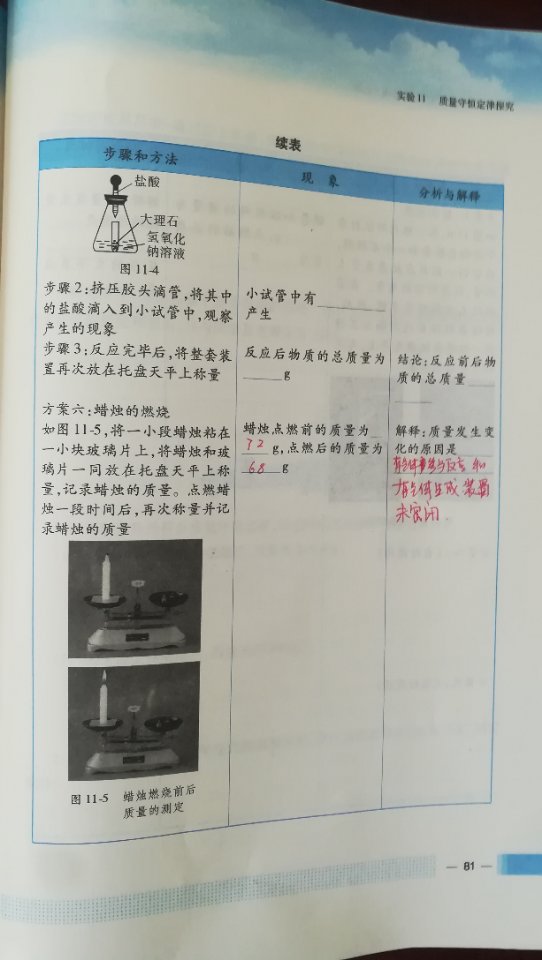 实验11 质量守恒定律探究
续表
步骤和方法
现 象
分析与解释
盐酸
大理石
氢氧化
钠溶液
图 11-4
步骤2:挤压胶头滴管,将其中
的盐酸滴入到小试管中,观察
产生的现象
小试管中有
产生
步骤3:反应完毕后,将整套装
置再次放在托盘天平上称量
反应后物质的总质量为
g
结论:反应前后物
质的总质量
方案六:蜡烛的燃烧
如图11-5,将一小段蜡烛粘在
一小块玻璃片上,将蜡烛和玻
璃片一同放在托盘天平上称
量,记录蜡烛的质量。点燃蜡
烛一段时间后,再次称量并记
录蜡烛的质量
蜡烛点燃前的质量为
72 g,点燃后的质量为
68 g
解释:质量发生变
化的原因是
有气体参与反应 和
有气体生成 装置
未密闭.
图 11-5 蜡烛燃烧前后
质量的测定
— 81 —